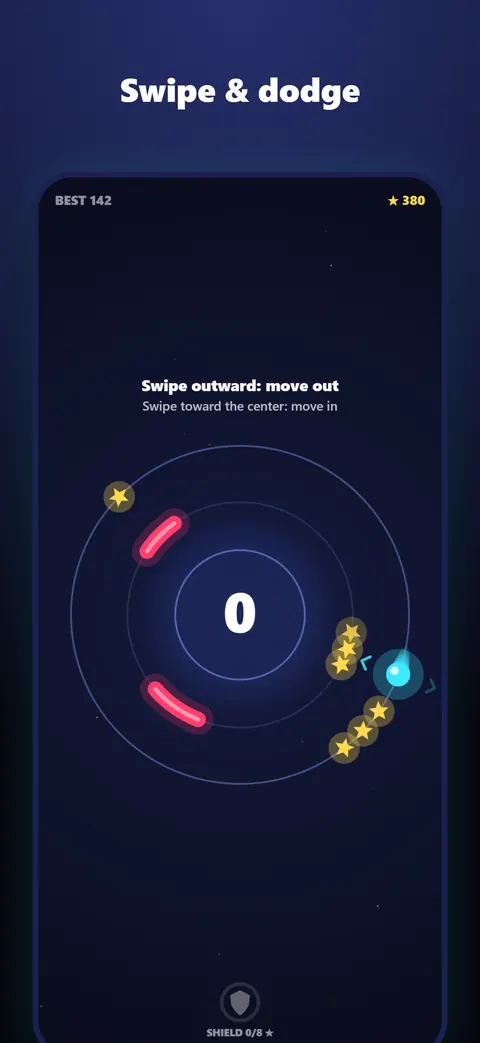 Swipe & dodge
BEST 142
★ 380
Swipe outward: move out
Swipe toward the center: move in
0
SHIELD 0/8 ★